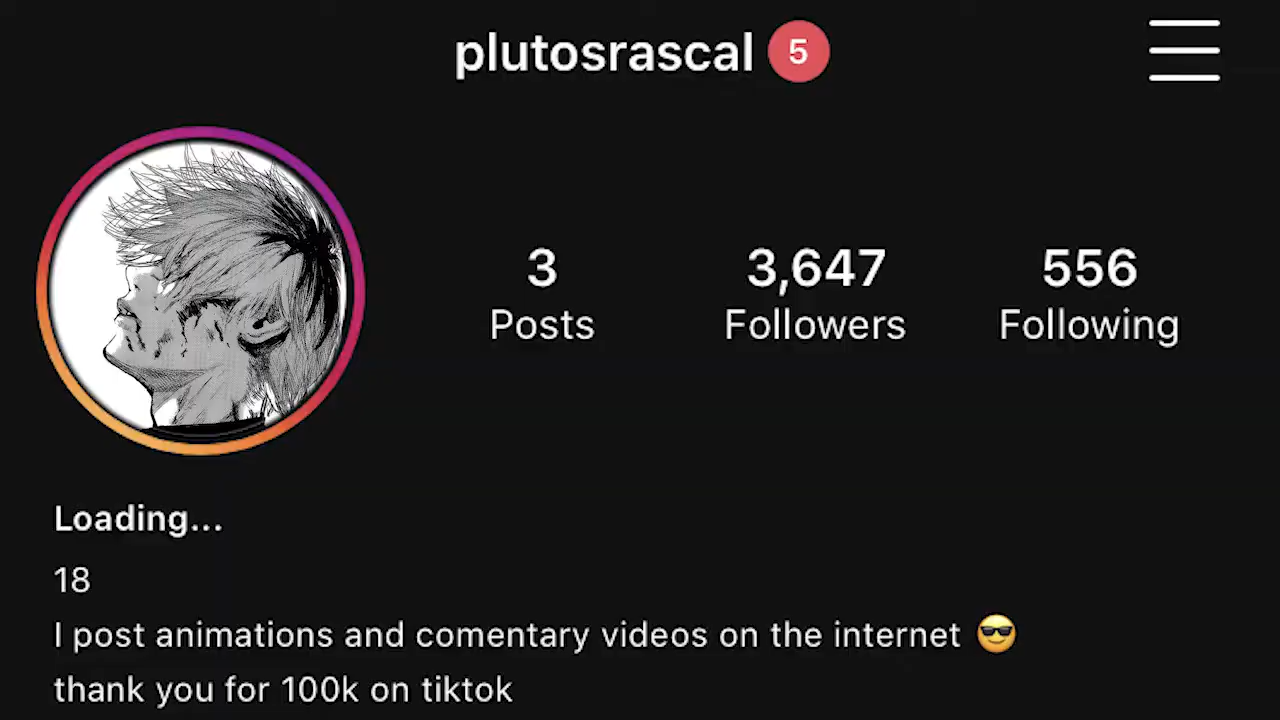 plutosrascal 5
3 3,647 556
Posts Followers Following
Loading...
18
I post animations and comentary videos on the internet 😎
thank you for 100k on tiktok